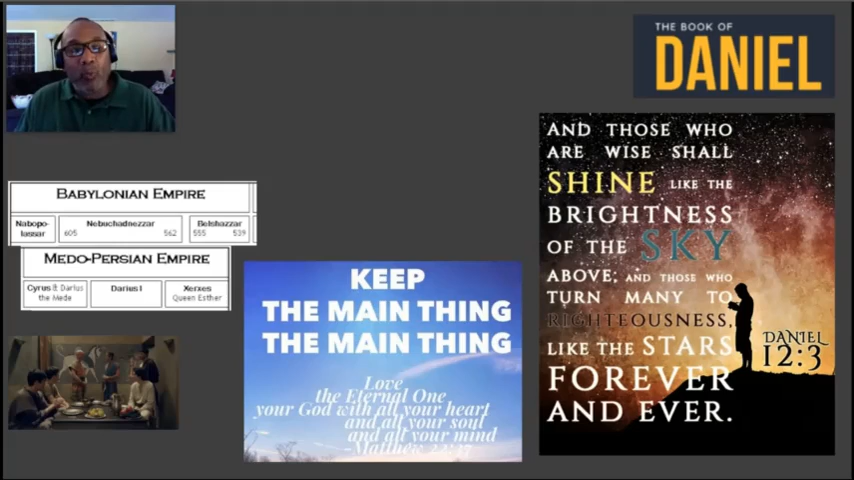 THE BOOK OF
DANIEL
AND THOSE WHO
ARE WISE SHALL
SHINE LIKE THE
BRIGHTNESS
OF THE SKY
ABOVE; AND THOSE WHO
TURN MANY TO
RIGHTEOUSNESS,
LIKE THE STARS
FOREVER
AND EVER.
DANIEL
12:3
BABYLONIAN EMPIRE
Nabopo-
lassar
Nebuchadnezzar
605 562
Belshazzar
555 539
MEDO-PERSIAN EMPIRE
Cyrus & Darius
the Mede
Darius I
Xerxes
Queen Esther
KEEP
THE MAIN THING
THE MAIN THING
Love
the Eternal One
your God with all your heart
and all your soul
and all your mind
-Matthew 22:37